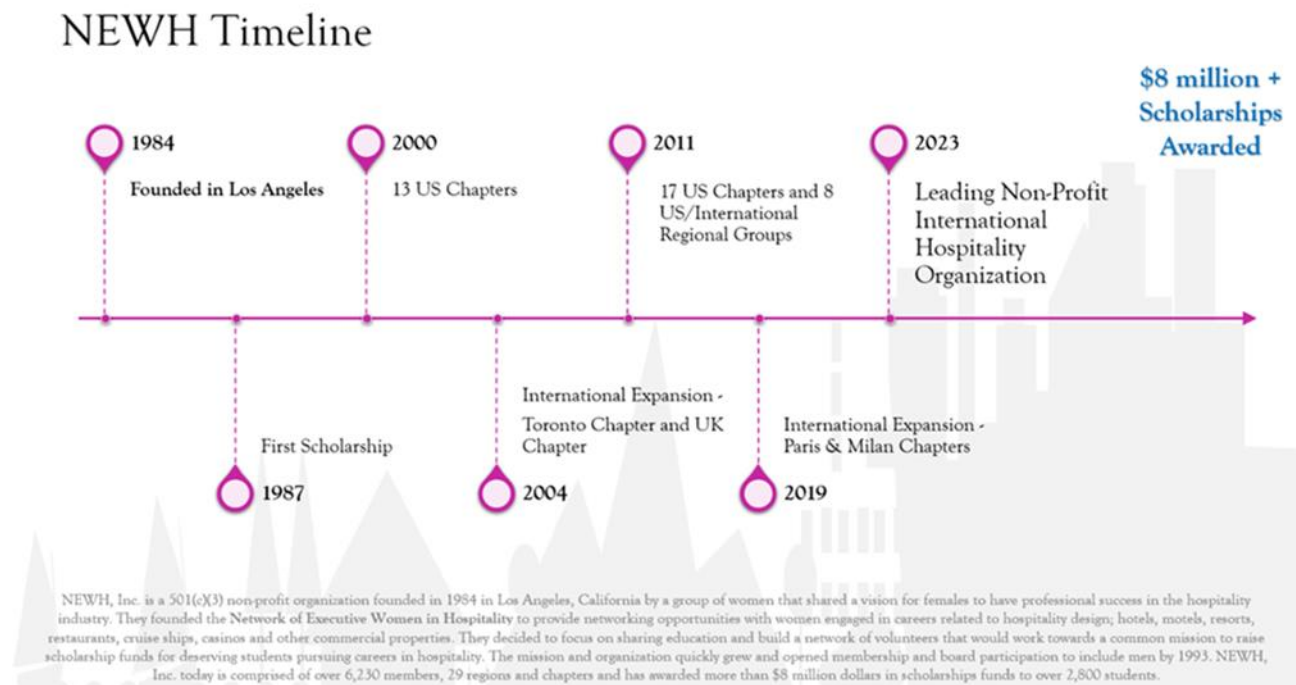 NEWH Timeline
$8 million +
Scholarships
Awarded
1984
Founded in Los Angeles
2000
13 US Chapters
2011
17 US Chapters and 8
US/International
Regional Groups
2023
Leading Non-Profit
International
Hospitality
Organization
First Scholarship
1987
International Expansion -
Toronto Chapter and UK
Chapter
2004
International Expansion -
Paris & Milan Chapters
2019
NEWH, Inc. is a 501(c)(3) non-profit organization founded in 1984 in Los Angeles, California by a group of women that shared a vision for females to have professional success in the hospitality
industry. They founded the Network of Executive Women in Hospitality to provide networking opportunities with women engaged in careers related to hospitality design; hotels, motels, resorts,
restaurants, cruise ships, casinos and other commercial properties. They decided to focus on sharing education and build a network of volunteers that would work towards a common mission to raise
scholarship funds for deserving students pursuing careers in hospitality. The mission and organization quickly grew and opened membership and board participation to include men by 1993. NEWH,
Inc. today is comprised of over 6,230 members, 29 regions and chapters and has awarded more than $8 million dollars in scholarships funds to over 2,800 students.